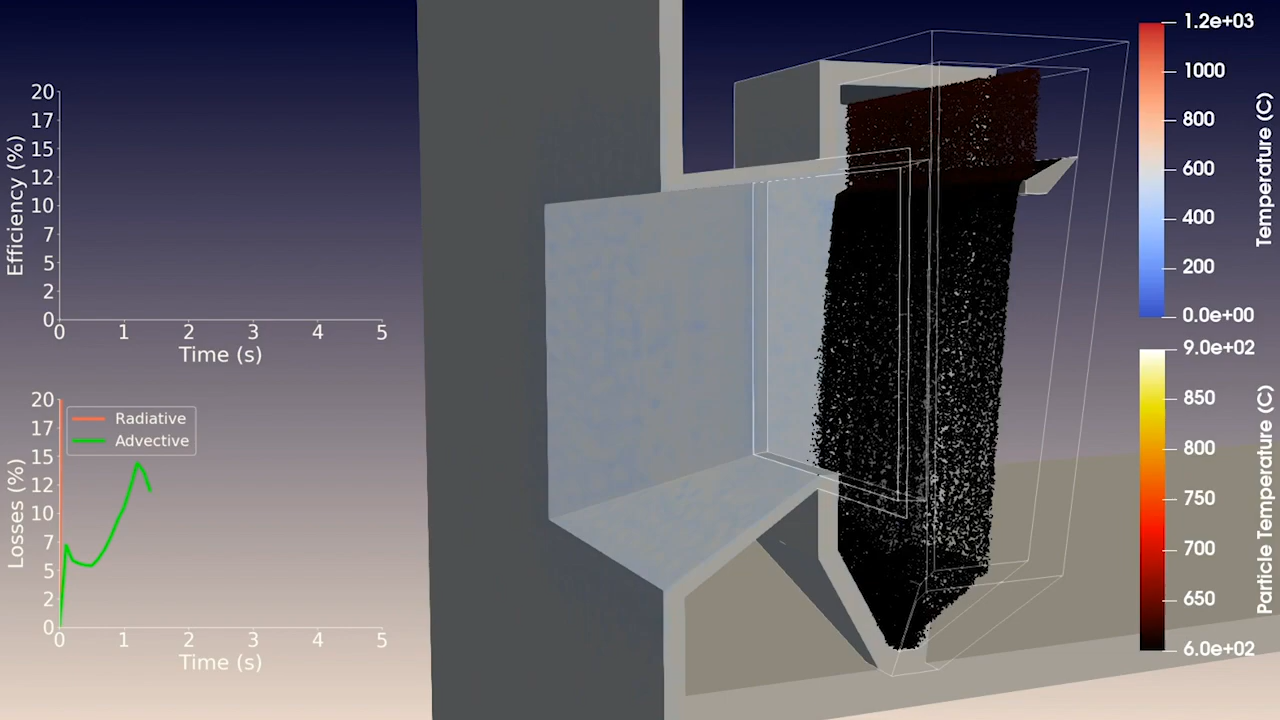 20
17
15
12
10
7
5
2
0
Efficiency (%)
0 1 2 3 4 5
Time (s)
20
17
15
12
10
7
5
2
0
Losses (%)
Radiative
Advective
0 1 2 3 4 5
Time (s)
1.2e+03
1000
800
600
400
200
0.0e+00
Temperature (C)
9.0e+02
850
800
750
700
650
6.0e+02
Particle Temperature (C)